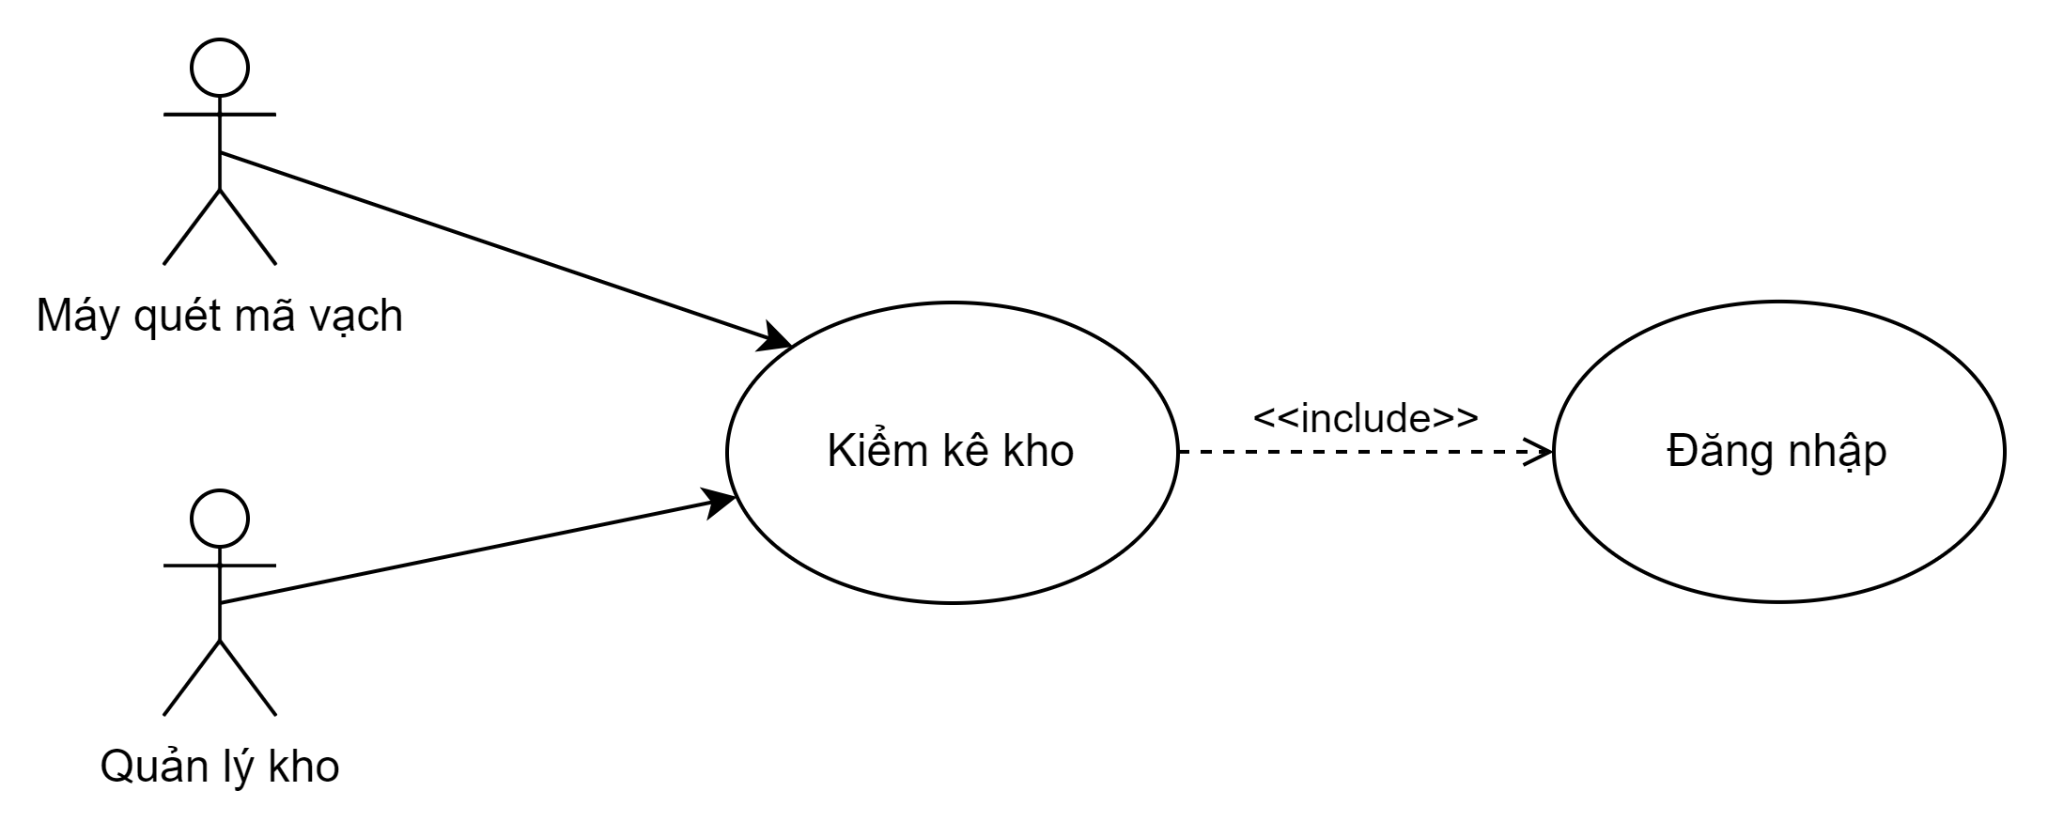 Máy quét mã vạch
Kiểm kê kho
<<include>>
Đăng nhập
Quản lý kho